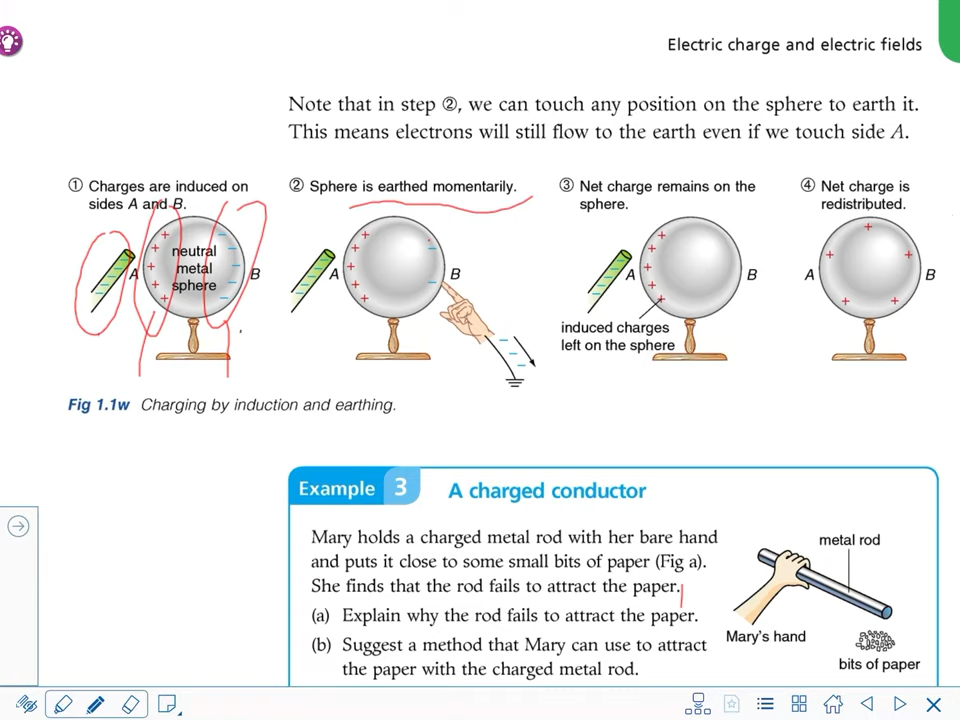 Electric charge and electric fields
Note that in step ②, we can touch any position on the sphere to earth it.
This means electrons will still flow to the earth even if we touch side A.
① Charges are induced on
sides A and B.
② Sphere is earthed momentarily.
③ Net charge remains on the
sphere.
④ Net charge is
redistributed.
A
neutral
metal
sphere
B
A
B
A
B
A
B
induced charges
left on the sphere
Fig 1.1w Charging by induction and earthing.
Example 3 A charged conductor
Mary holds a charged metal rod with her bare hand
and puts it close to some small bits of paper (Fig a).
She finds that the rod fails to attract the paper.
(a) Explain why the rod fails to attract the paper.
(b) Suggest a method that Mary can use to attract
the paper with the charged metal rod.
metal rod
Mary's hand
bits of paper